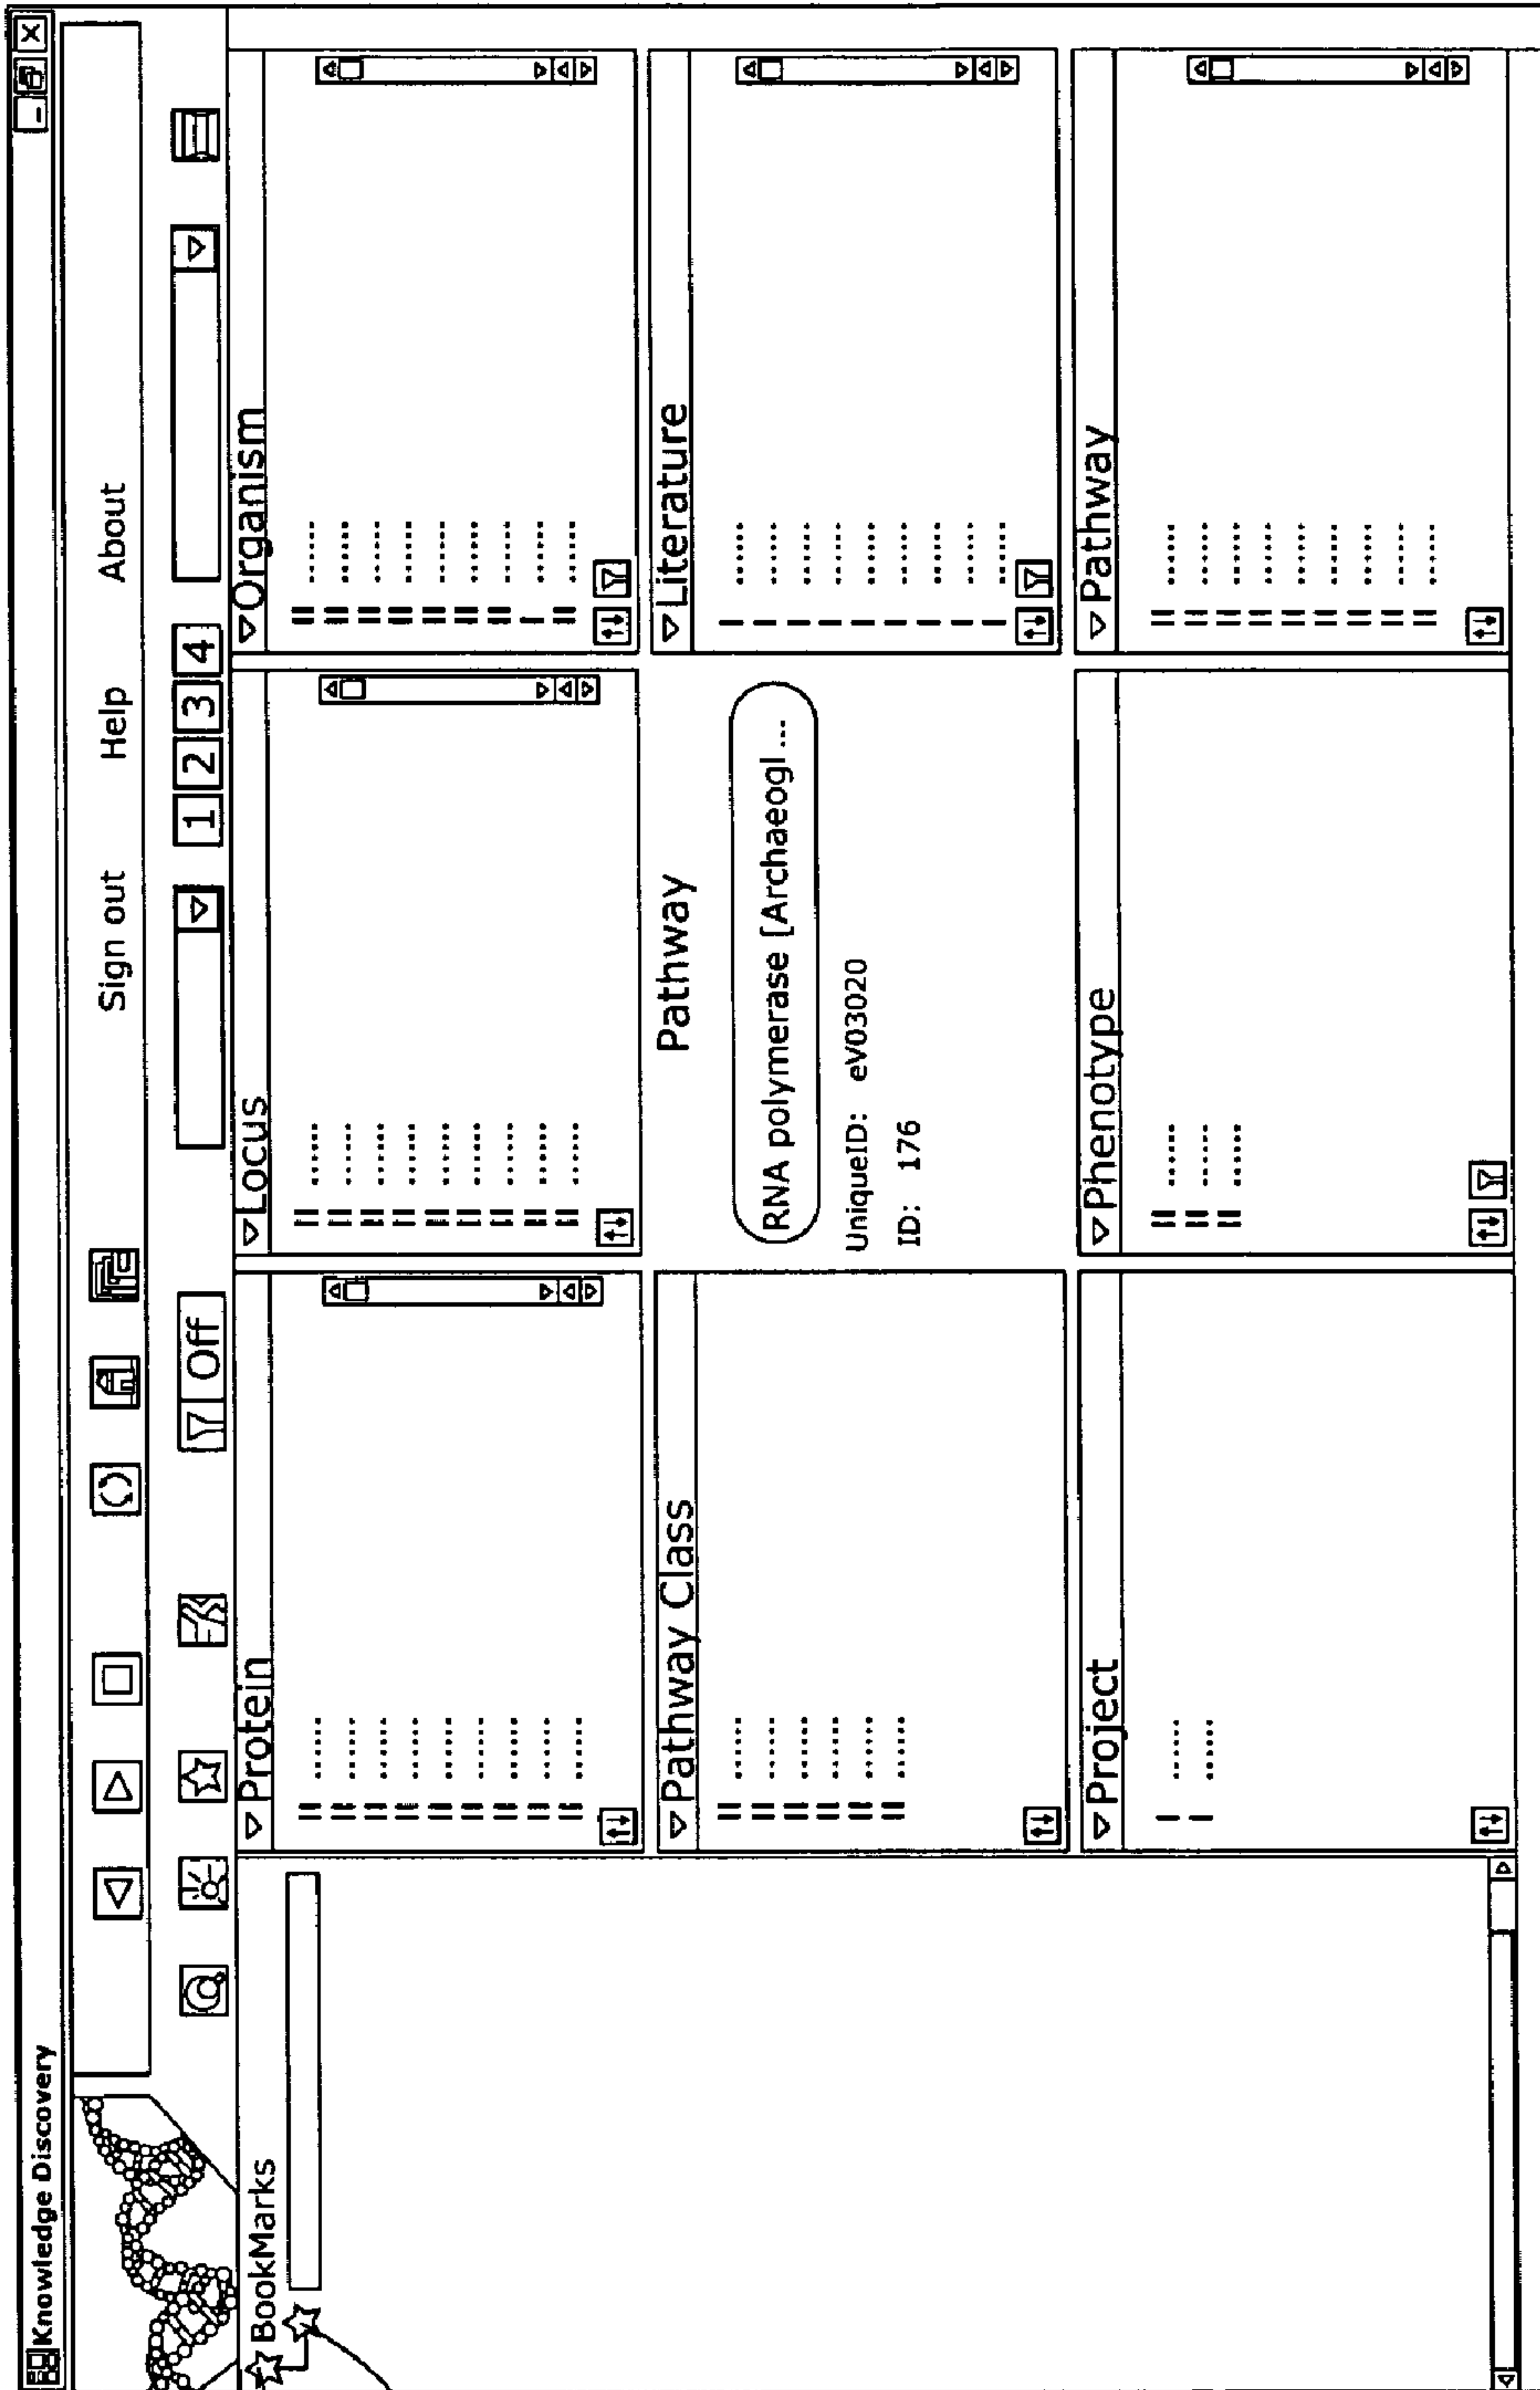 Knowledge Discovery
Sign out Help About
Off 1 2 3 4
BookMarks
Protein
Locus
Organism
Pathway Class
Pathway
RNA polymerase [Archaeogl ...
UniqueID: eV03020
ID: 176
Literature
Project
Phenotype
Pathway